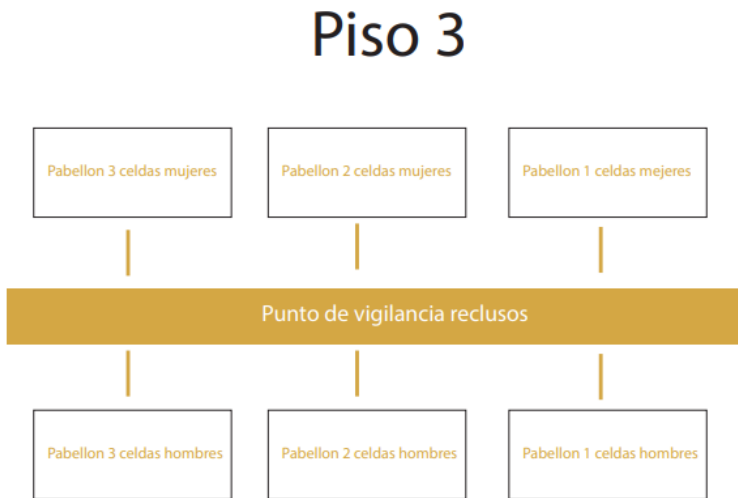 Piso 3
Pabellon 3 celdas mujeres
Pabellon 2 celdas mujeres
Pabellon 1 celdas mejeres
Punto de vigilancia reclusos
Pabellon 3 celdas hombres
Pabellon 2 celdas hombres
Pabellon 1 celdas hombres